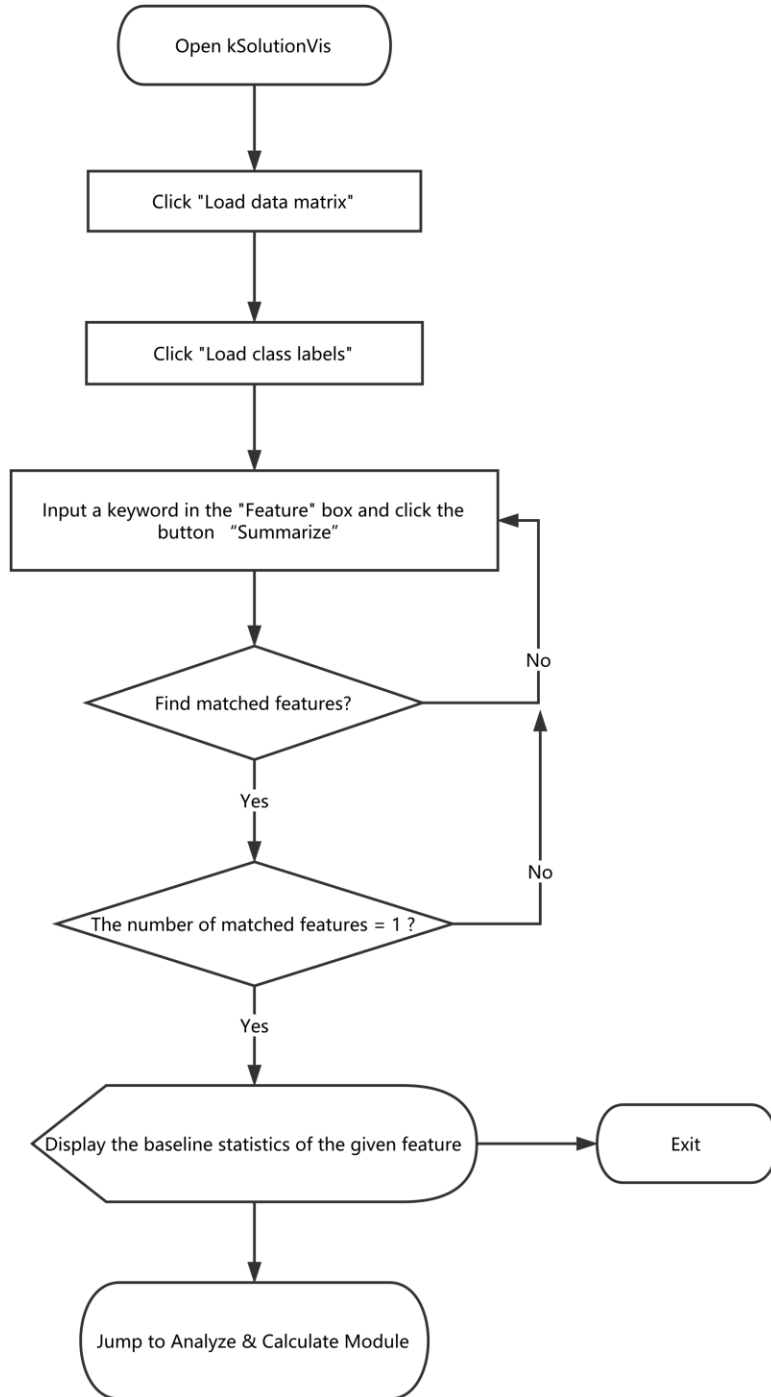 Open kSolutionVis
Click "Load data matrix"
Click "Load class labels"
Input a keyword in the "Feature" box and click the
button “Summarize”
No
Find matched features?
Yes
No
The number of matched features = 1 ?
Yes
Display the baseline statistics of the given feature
Exit
Jump to Analyze & Calculate Module